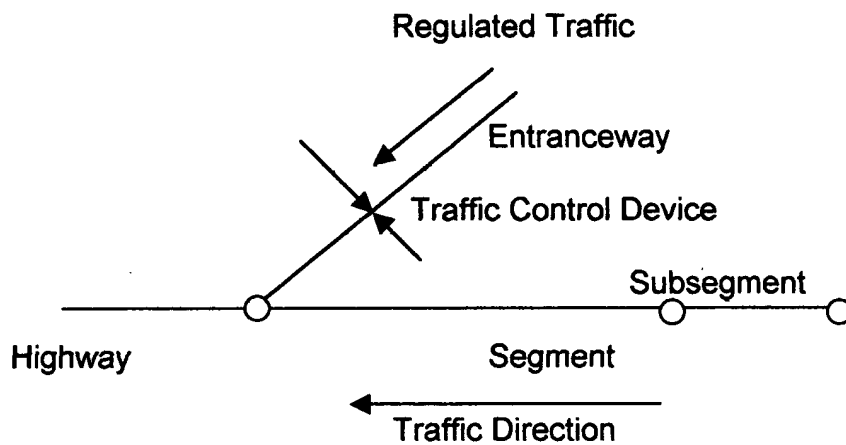 Regulated Traffic
Entranceway
Traffic Control Device
Subsegment
Highway
Segment
Traffic Direction